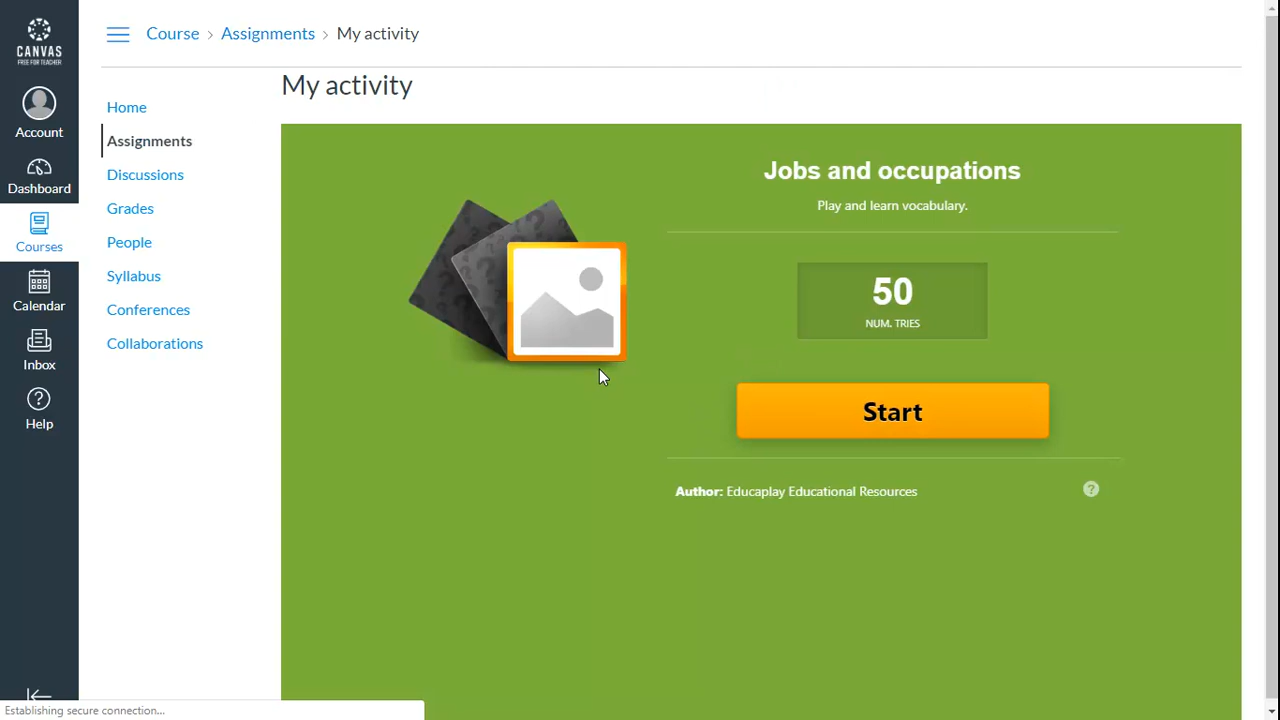 CANVAS
FREE FOR TEACHER
Account
Dashboard
Courses
Calendar
Inbox
Help
Course > Assignments > My activity
Home
Assignments
Discussions
Grades
People
Syllabus
Conferences
Collaborations
My activity
Jobs and occupations
Play and learn vocabulary.
50
NUM. TRIES
Start
Author: Educaplay Educational Resources
?
Establishing secure connection...